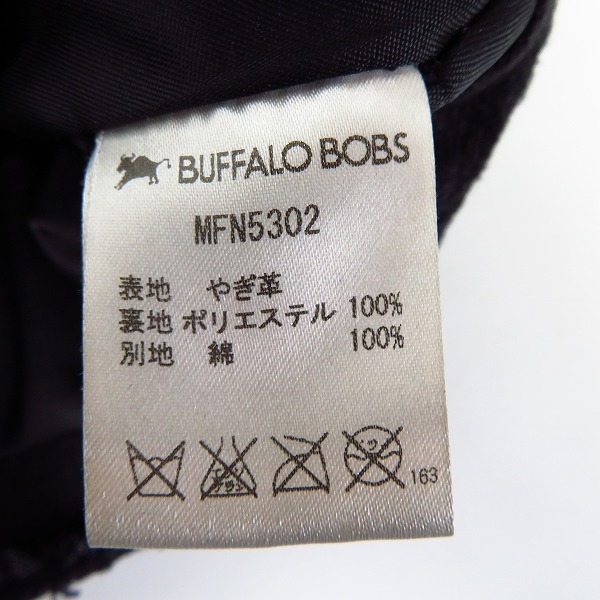 BUFFALO BOBS
MFN5302
表地 やぎ革
裏地 ポリエステル 100%
別地 綿 100%
163